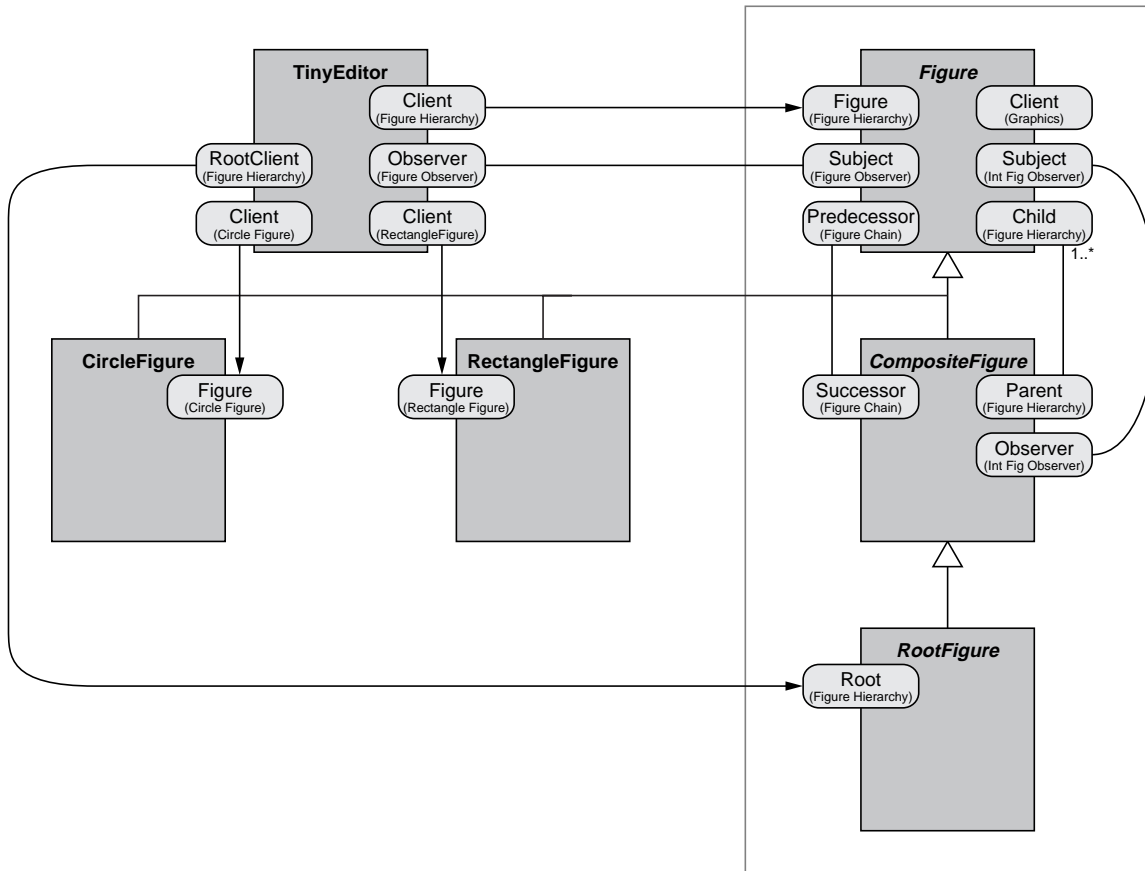 TinyEditor
Client
(Figure Hierarchy)
RootClient
(Figure Hierarchy)
Observer
(Figure Observer)
Client
(Circle Figure)
Client
(RectangleFigure)
Figure
Figure
(Figure Hierarchy)
Client
(Graphics)
Subject
(Figure Observer)
Subject
(Int Fig Observer)
Predecessor
(Figure Chain)
Child
(Figure Hierarchy)
1..*
CircleFigure
Figure
(Circle Figure)
RectangleFigure
Figure
(Rectangle Figure)
CompositeFigure
Successor
(Figure Chain)
Parent
(Figure Hierarchy)
Observer
(Int Fig Observer)
RootFigure
Root
(Figure Hierarchy)